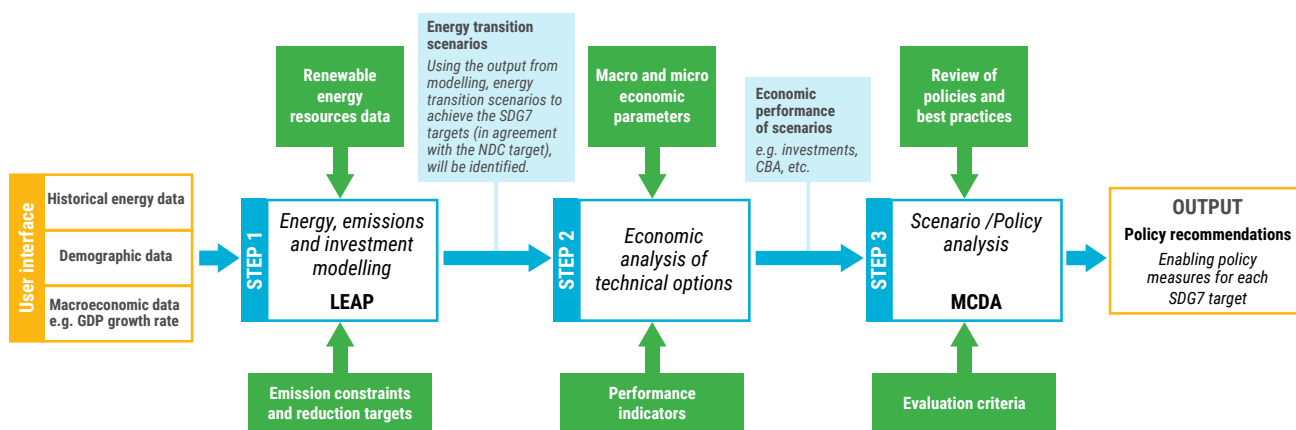 User interface
Historical energy data
Demographic data
Macroeconomic data
e.g. GDP growth rate
Renewable
energy
resources data
STEP 1
Energy, emissions
and investment
modelling
LEAP
Emission constraints
and reduction targets
Energy transition
scenarios
Using the output from
modelling, energy
transition scenarios to
achieve the SDG7
targets (in agreement
with the NDC target),
will be identified.
Macro and micro
economic
parameters
STEP 2
Economic
analysis of
technical options
Performance
indicators
Economic
performance
of scenarios
e.g. investments,
CBA, etc.
Review of
policies and
best practices
STEP 3
Scenario /Policy
analysis
MCDA
Evaluation criteria
OUTPUT
Policy recommendations
Enabling policy
measures for each
SDG7 target